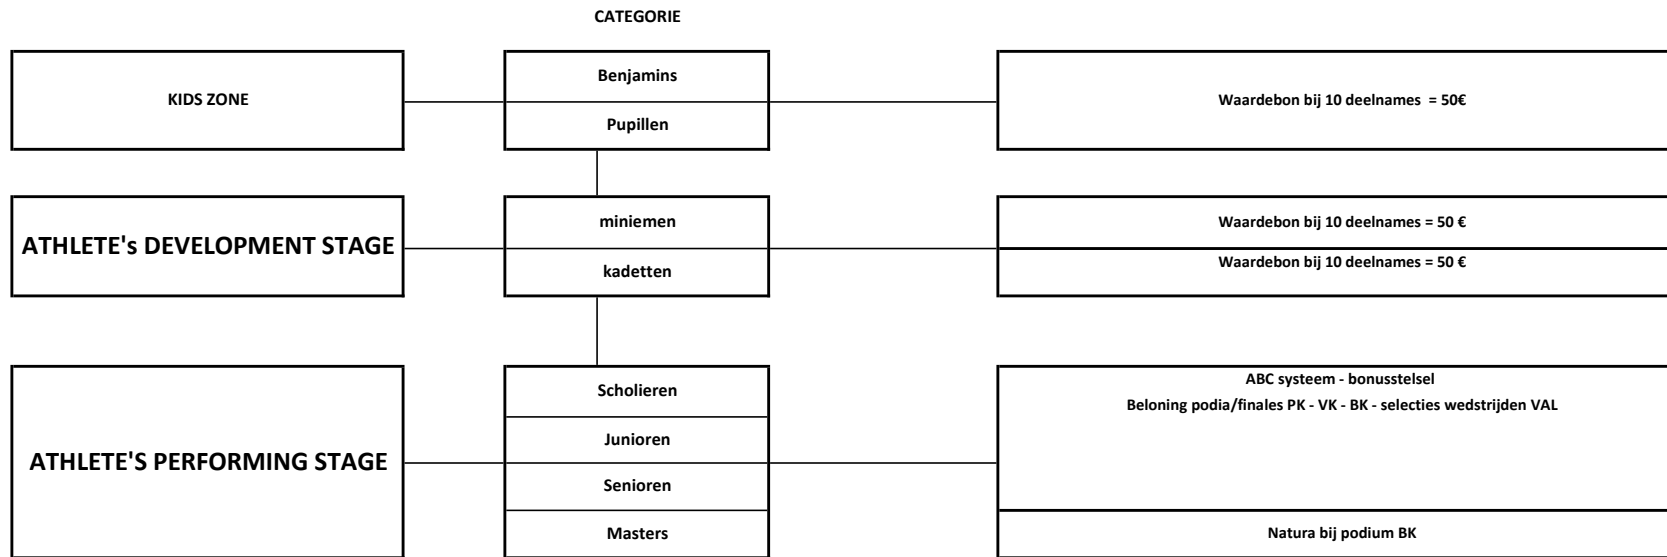 CATEGORIE
KIDS ZONE
Benjamins
Pupillen
Waardebon bij 10 deelnames  = 50€
ATHLETE's DEVELOPMENT STAGE
miniemen
kadetten
Waardebon bij 10 deelnames = 50 €
Waardebon bij 10 deelnames = 50 €
ATHLETE'S PERFORMING STAGE
Scholieren
Junioren
Senioren
Masters
ABC systeem - bonusstelsel
Beloning podia/finales PK - VK - BK - selecties wedstrijden VAL
Natura bij podium BK